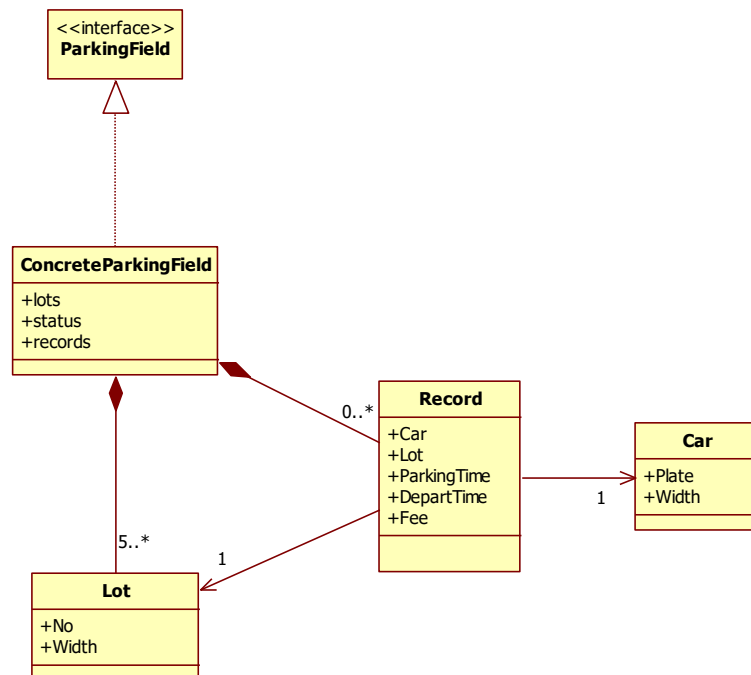 <<interface>>
ParkingField
ConcreteParkingField
+lots
+status
+records
0..*
Record
+Car
+Lot
+ParkingTime
+DepartTime
+Fee
Car
+Plate
+Width
1
5..*
1
Lot
+No
+Width